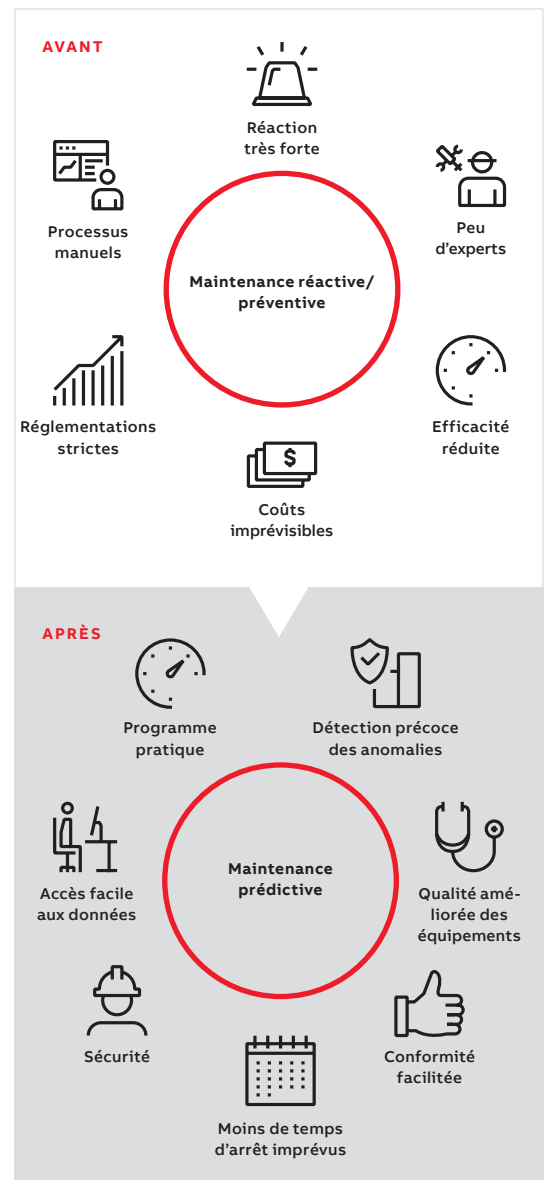 AVANT
Réaction
très forte
Processus
manuels
Peu
d'experts
Maintenance réactive/
préventive
Réglementations
strictes
Efficacité
réduite
$
Coûts
imprévisibles
APRÈS
Programme
pratique
Détection précoce
des anomalies
Accès facile
aux données
Maintenance
prédictive
Qualité amé-
liorée des
équipements
Sécurité
Conformité
facilitée
Moins de temps
d'arrêt imprévus